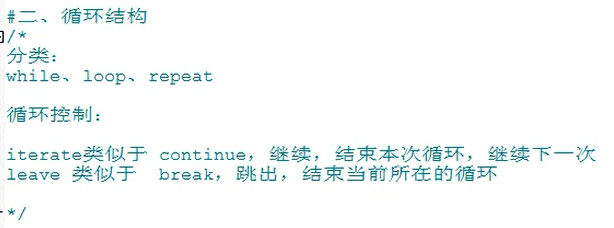 #二、循环结构
/*
分类:
while、loop、repeat
循环控制:
iterate类似于 continue, 继续, 结束本次循环, 继续下一次
leave 类似于  break, 跳出, 结束当前所在的循环
*/